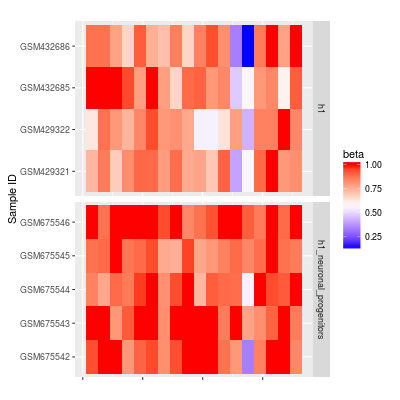 Sample ID
GSM432686
GSM432685
GSM429322
GSM429321
h1
GSM675546
GSM675545
GSM675544
GSM675543
GSM675542
h1_neuronal_progenitors
beta
1.00
0.75
0.50
0.25